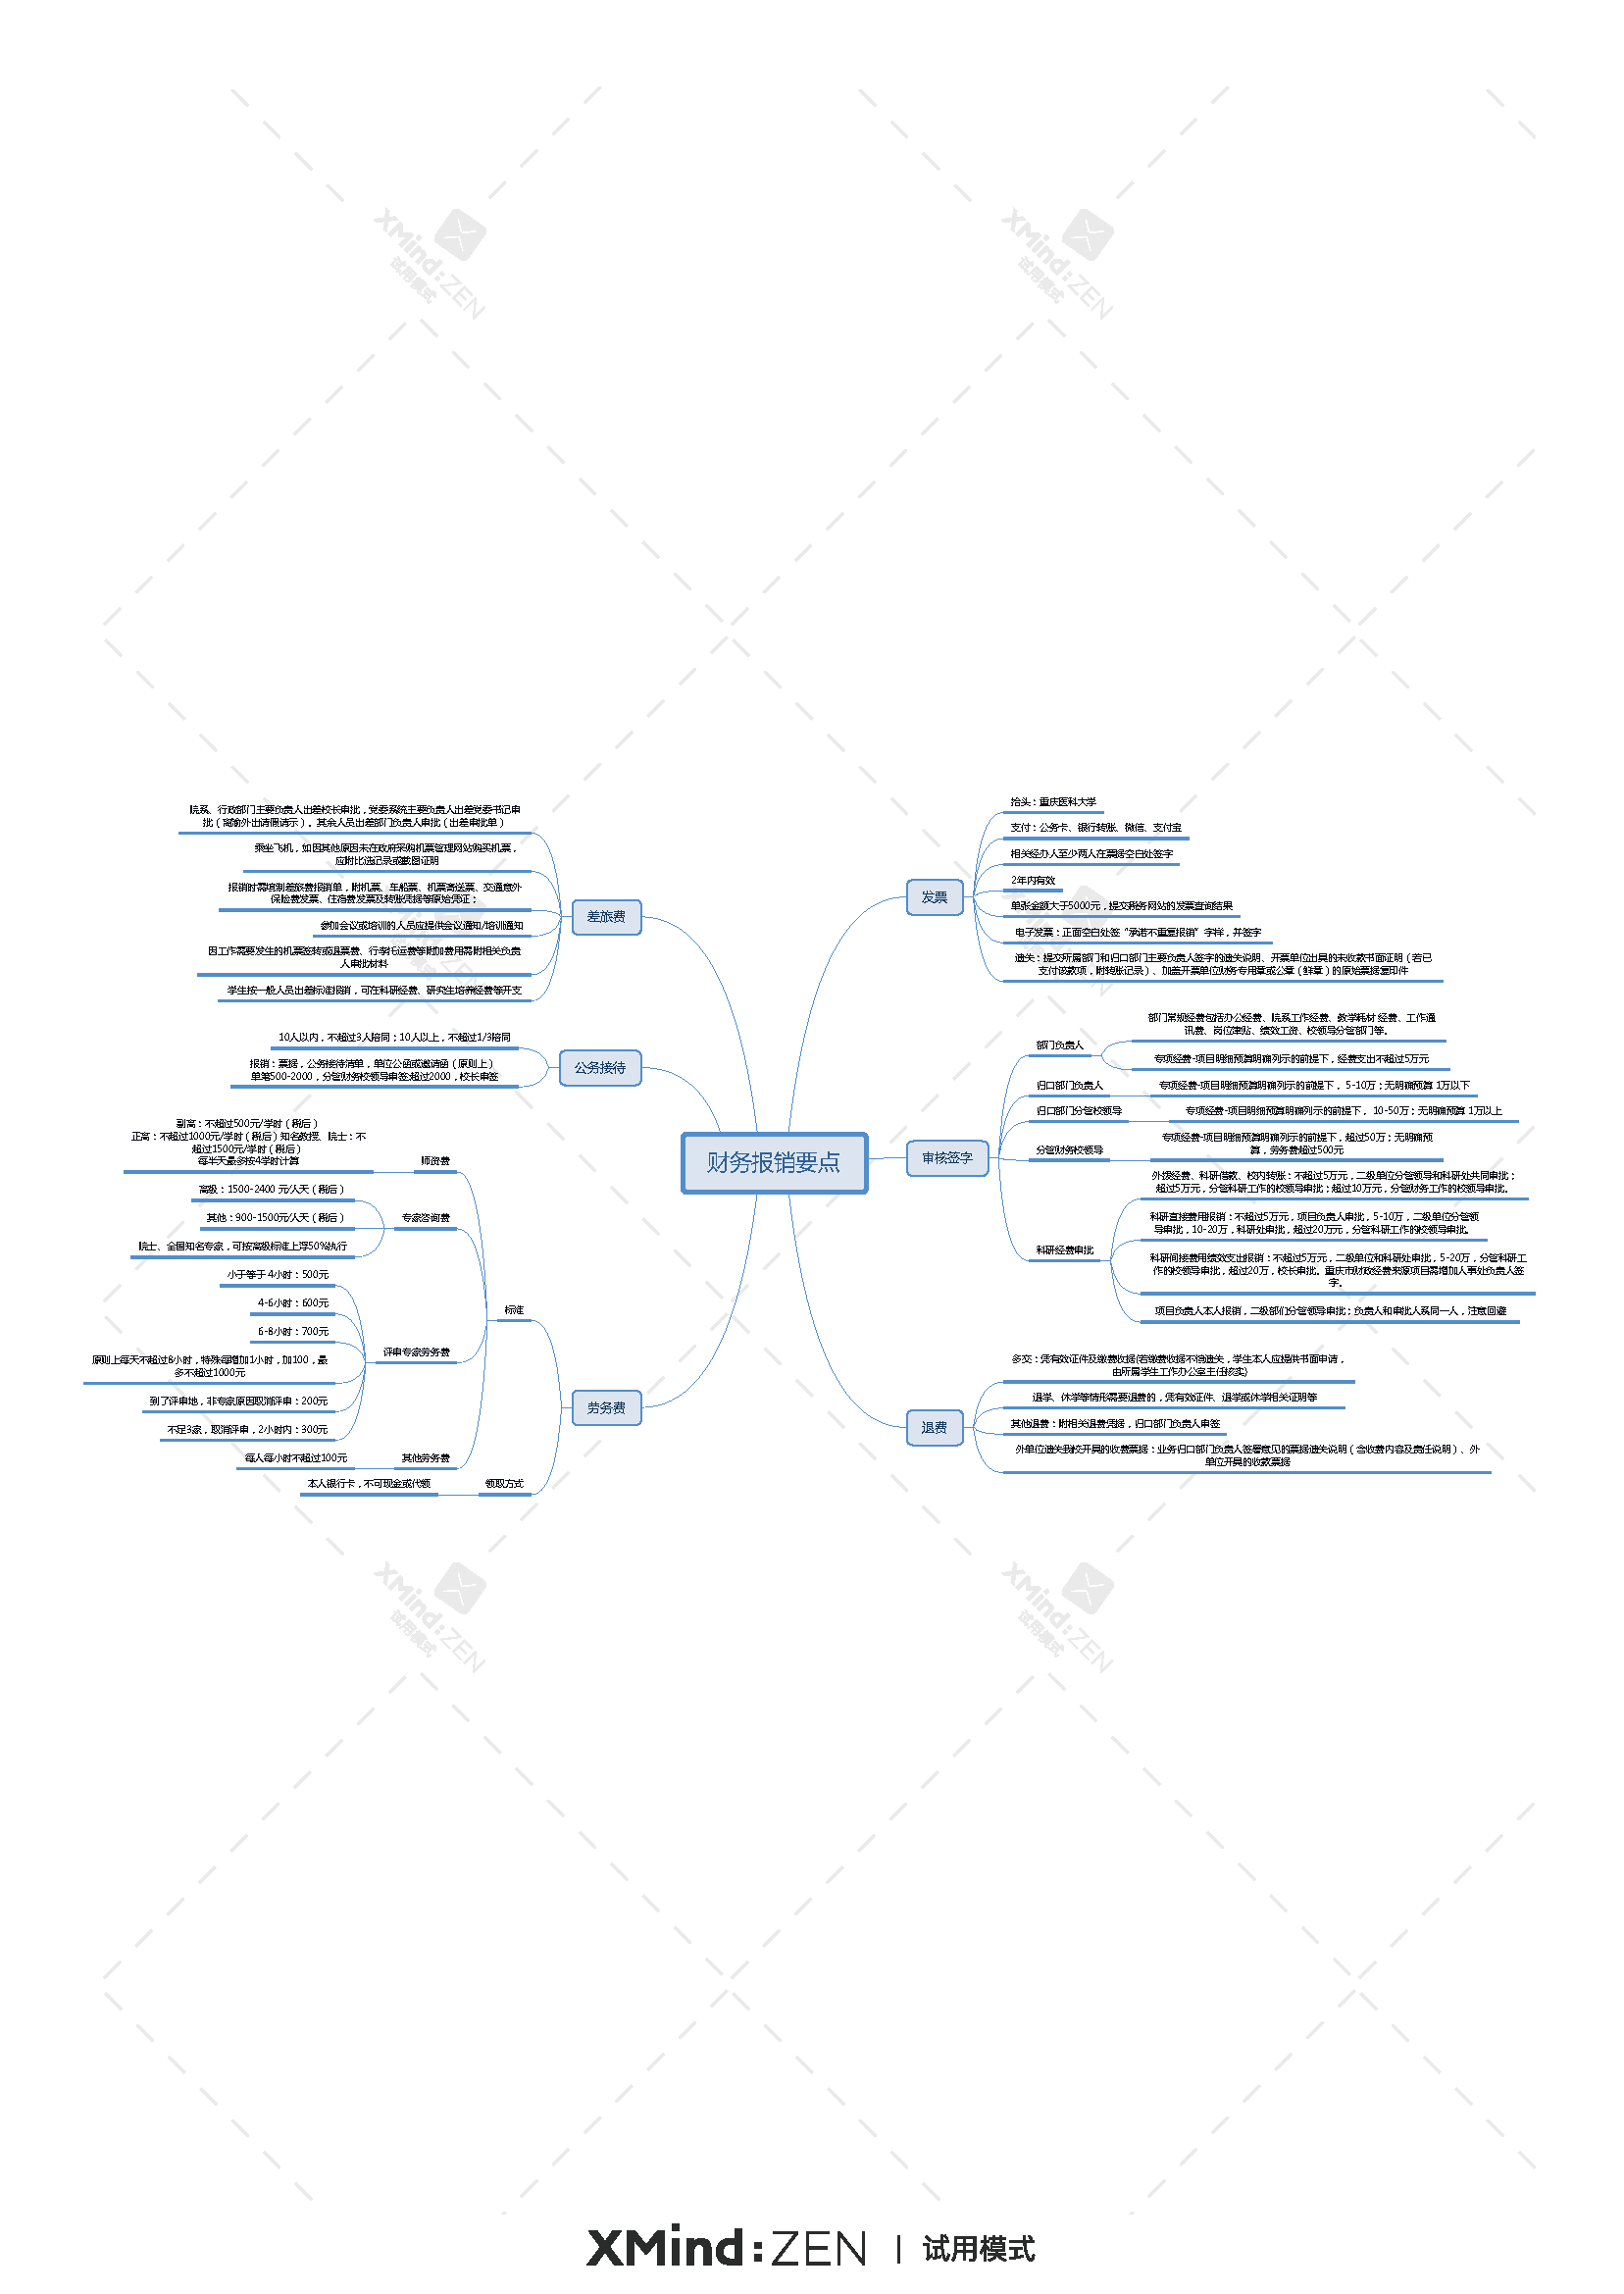 财务报销要点
发票
抬头：重庆医科大学
支付：公务卡、银行转账、微信、支付宝
相关经办人至少两人在票据空白处签字
2年内有效
单张金额大于5000元，提交税务网站的发票查询结果
电子发票：正面空白处签“承诺不重复报销”字样，并签字
遗失：提交所属部门和归口部门主要负责人签字的遗失说明、开票单位出具的未收款书面证明（若已
支付该款项，附转账记录）、加盖开票单位财务专用章或公章（鲜章）的原始票据复印件
审核签字
部门负责人
部门常规经费包括办公经费、院系工作经费、教学耗材 经费、工作通
讯费、岗位津贴、绩效工资、校领导分管部门等。
专项经费-项目明细预算明确列示的前提下，经费支出不超过5万元
归口部门负责人
专项经费-项目明细预算明确列示的前提下， 5-10万；无明确预算 1万以下
归口部门分管校领导
专项经费-项目明细预算明确列示的前提下， 10-50万；无明确预算 1万以上
分管财务校领导
专项经费-项目明细预算明确列示的前提下，超过50万；无明确预
算，劳务费超过500元
科研经费审批
外拨经费、科研借款、校内转账：不超过5万元，二级单位分管领导和科研处共同审批；
超过5万元，分管科研工作的校领导审批；超过10万元，分管财务工作的校领导审批。
科研直接费用报销：不超过5万元，项目负责人审批，5-10万，二级单位分管领
导审批，10-20万，科研处审批，超过20万元，分管科研工作的校领导审批。
科研间接费用绩效支出报销：不超过5万元，二级单位和科研处审批，5-20万，分管科研工
作的校领导审批，超过20万，校长审批。重庆市财政经费来源项目需增加人事处负责人签
字。
项目负责人本人报销，二级部们分管领导审批；负责人和审批人系同一人，注意回避
退费
多交：凭有效证件及缴费收据{若缴费收据不慎遗失，学生本人应提供书面申请，
由所属学生工作办公室主任核实}
退学、休学等情形需要退费的，凭有效证件、退学或休学相关证明等
其他退费：附相关退费凭据，归口部门负责人审签
外单位遗失我校开具的收费票据：业务归口部门负责人签署意见的票据遗失说明（含收费内容及责任说明）、外
单位开具的收款票据
差旅费
院系、行政部门主要负责人出差校长审批，党委系统主要负责人出差党委书记审
批（离渝外出请假请示）。其余人员出差部门负责人审批（出差审批单）
乘坐飞机，如因其他原因未在政府采购机票管理网站购买机票，
应附比选记录或截图证明
报销时需填制差旅费报销单，附机票、车船票、机票寄送票、交通意外
保险费发票、住宿费发票及转账凭据等原始凭证；
参加会议或培训的人员应提供会议通知/培训通知
因工作需要发生的机票签转或退票费、行李托运费等附加费用需附相关负责
人审批材料
学生按一般人员出差标准报销，可在科研经费、研究生培养经费等开支
公务接待
10人以内，不超过3人陪同；10人以上，不超过1/3陪同
报销：票据，公务接待清单，单位公函或邀请函（原则上）
单笔500-2000，分管财务校领导审签;超过2000，校长审签
劳务费
标准
师资费
副高：不超过500元/学时（税后）
正高：不超过1000元/学时（税后）知名教授、院士：不
超过1500元/学时（税后）
每半天最多按4学时计算
专家咨询费
高级：1500-2400 元/人天（税后）
其他：900-1500元/人天（税后）
院士、全国知名专家，可按高级标准上浮50%执行
评审专家劳务费
小于等于 4小时：500元
4-6小时：600元
6-8小时：700元
原则上每天不超过8小时，特殊每增加1小时，加100，最
多不超过1000元
到了评审地，非专家原因取消评审：200元
不足3家，取消评审，2小时内：300元
其他劳务费
每人每小时不超过100元
领取方式
本人银行卡，不可现金或代领
XMind:ZEN
试用模式
XMind:ZEN
试用模式
XMind:ZEN
试用模式
XMind:ZEN
试用模式
XMind:ZEN | 试用模式